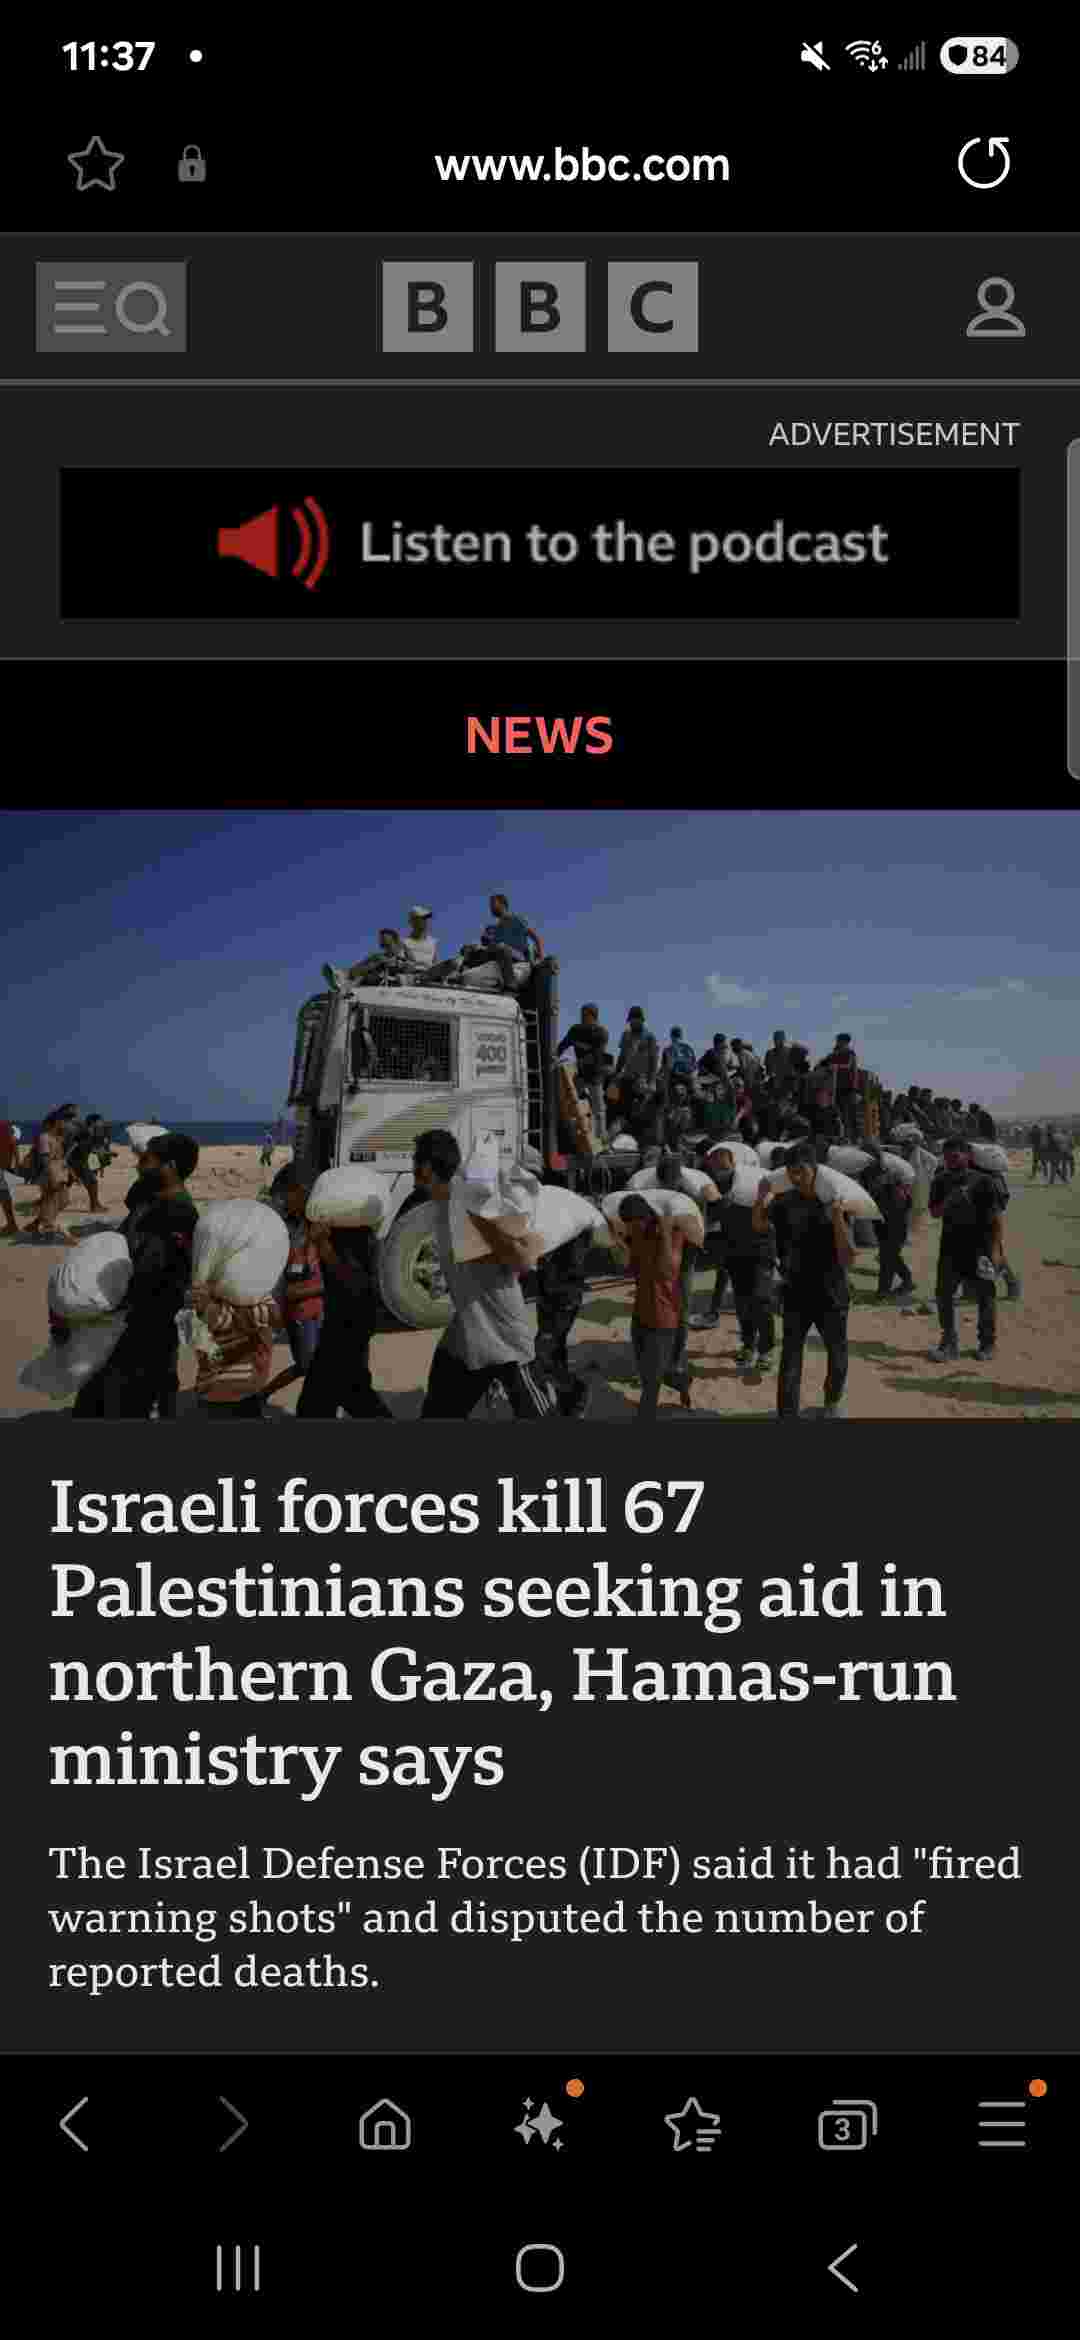 11:37
6
84
www.bbc.com
B B C
ADVERTISEMENT
Listen to the podcast
NEWS
400
Israeli forces kill 67
Palestinians seeking aid in
northern Gaza, Hamas-run
ministry says
The Israel Defense Forces (IDF) said it had "fired
warning shots" and disputed the number of
reported deaths.
3